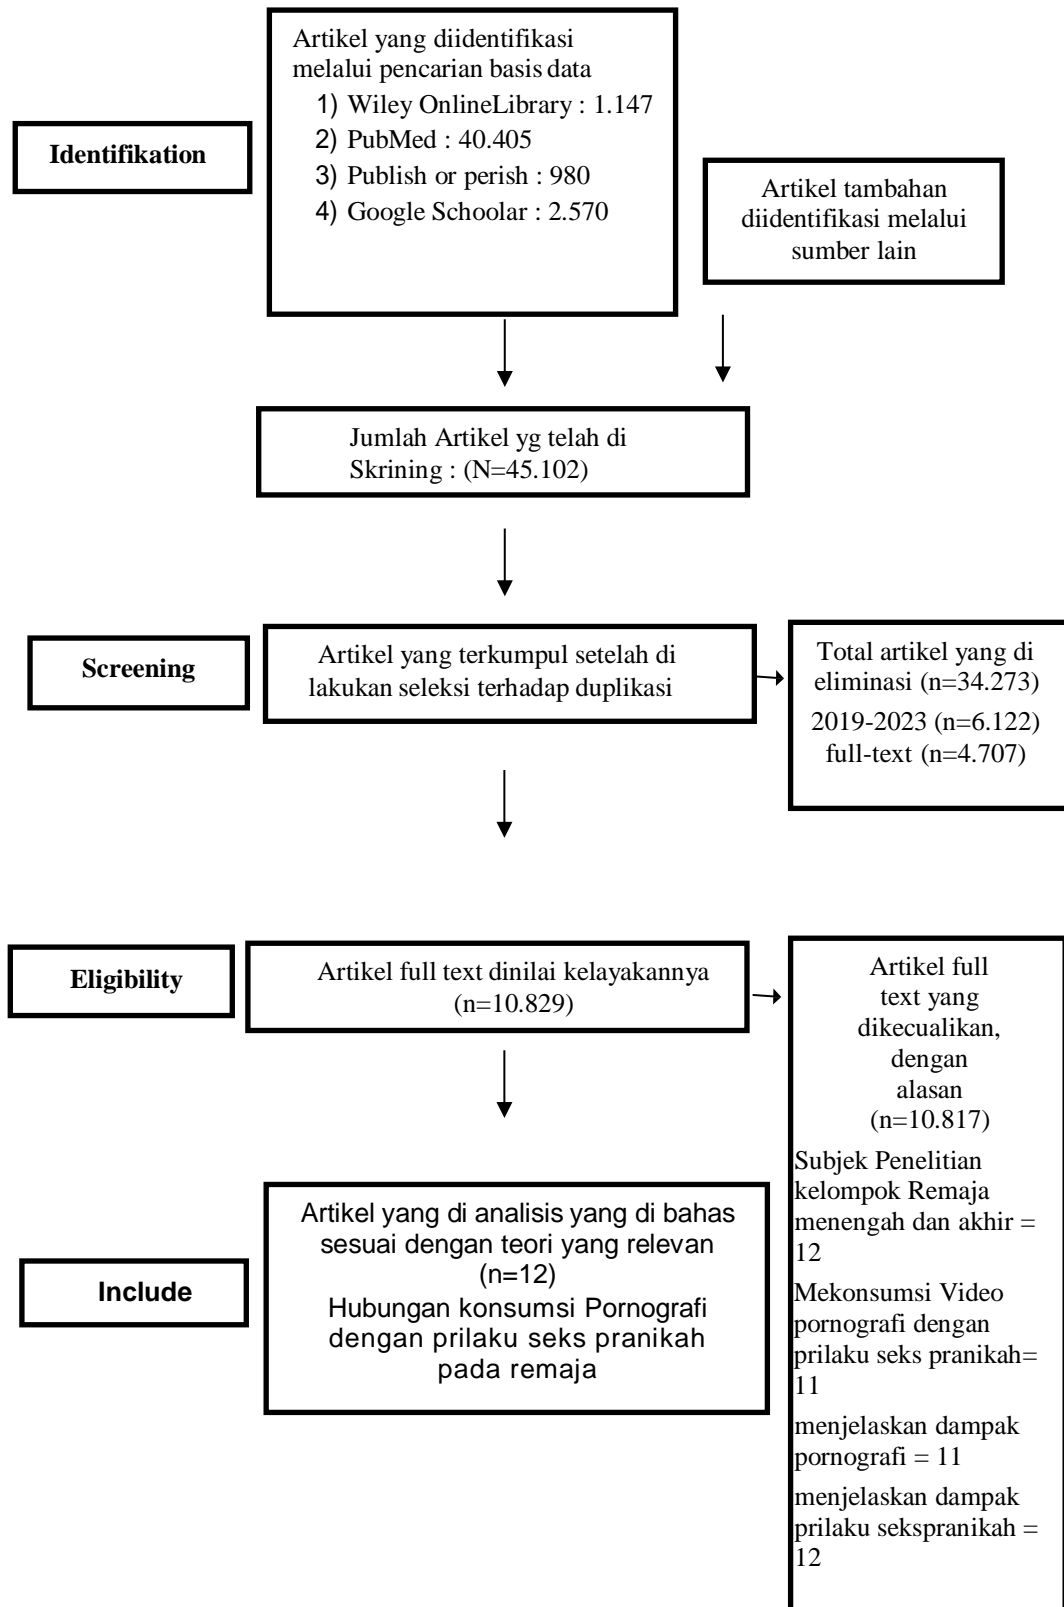 Artikel yang diidentifikasi
melalui pencarian basis data
1) Wiley OnlineLibrary : 1.147
2) PubMed : 40.405
3) Publish or perish : 980
4) Google Schoolar : 2.570
Identifikation
Artikel tambahan
diidentifikasi melalui
sumber lain
Jumlah Artikel yg telah di
Skrining : (N=45.102)
Screening
Artikel yang terkumpul setelah di
lakukan seleksi terhadap duplikasi
Total artikel yang di
eliminasi (n=34.273)
2019-2023 (n=6.122)
full-text (n=4.707)
Eligibility
Artikel full text dinilai kelayakannya
(n=10.829)
Artikel full
text yang
dikecualikan,
dengan
alasan
(n=10.817)
Subjek Penelitian
kelompok Remaja
menengah dan akhir =
12
Mekonsumsi Video
pornografi dengan
prilaku seks pranikah=
11
menjelaskan dampak
pornografi = 11
menjelaskan dampak
prilaku sekspranikah =
12
Include
Artikel yang di analisis yang di bahas
sesuai dengan teori yang relevan
(n=12)
Hubungan konsumsi Pornografi
dengan prilaku seks pranikah
pada remaja